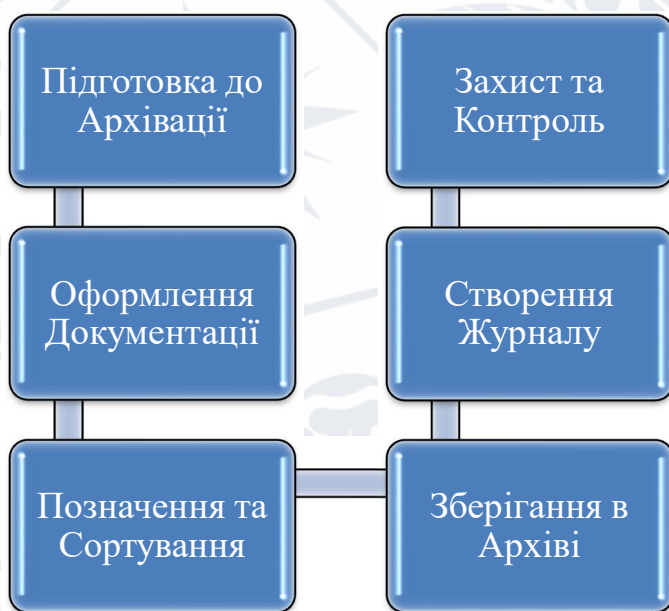 Підготовка до
Архівації
Оформлення
Документації
Позначення та
Сортування
Зберігання в
Архіві
Створення
Журналу
Захист та
Контроль